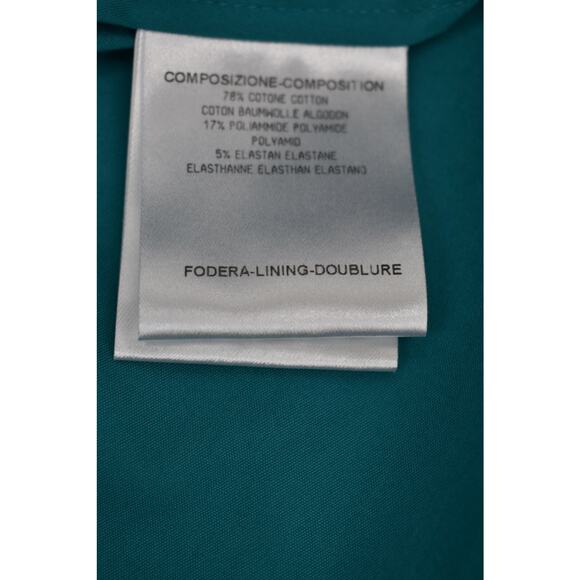 COMPOSIZIONE-COMPOSITION
78% COTONE COTTON
COTON BAUMWOLLE ALGODON
17% POLIAMMIDE POLYAMIDE
POLYAMID
5% ELASTAN ELASTANE
ELASTHANNE ELASTHAN ELASTANO
FODERA-LINING-DOUBLURE